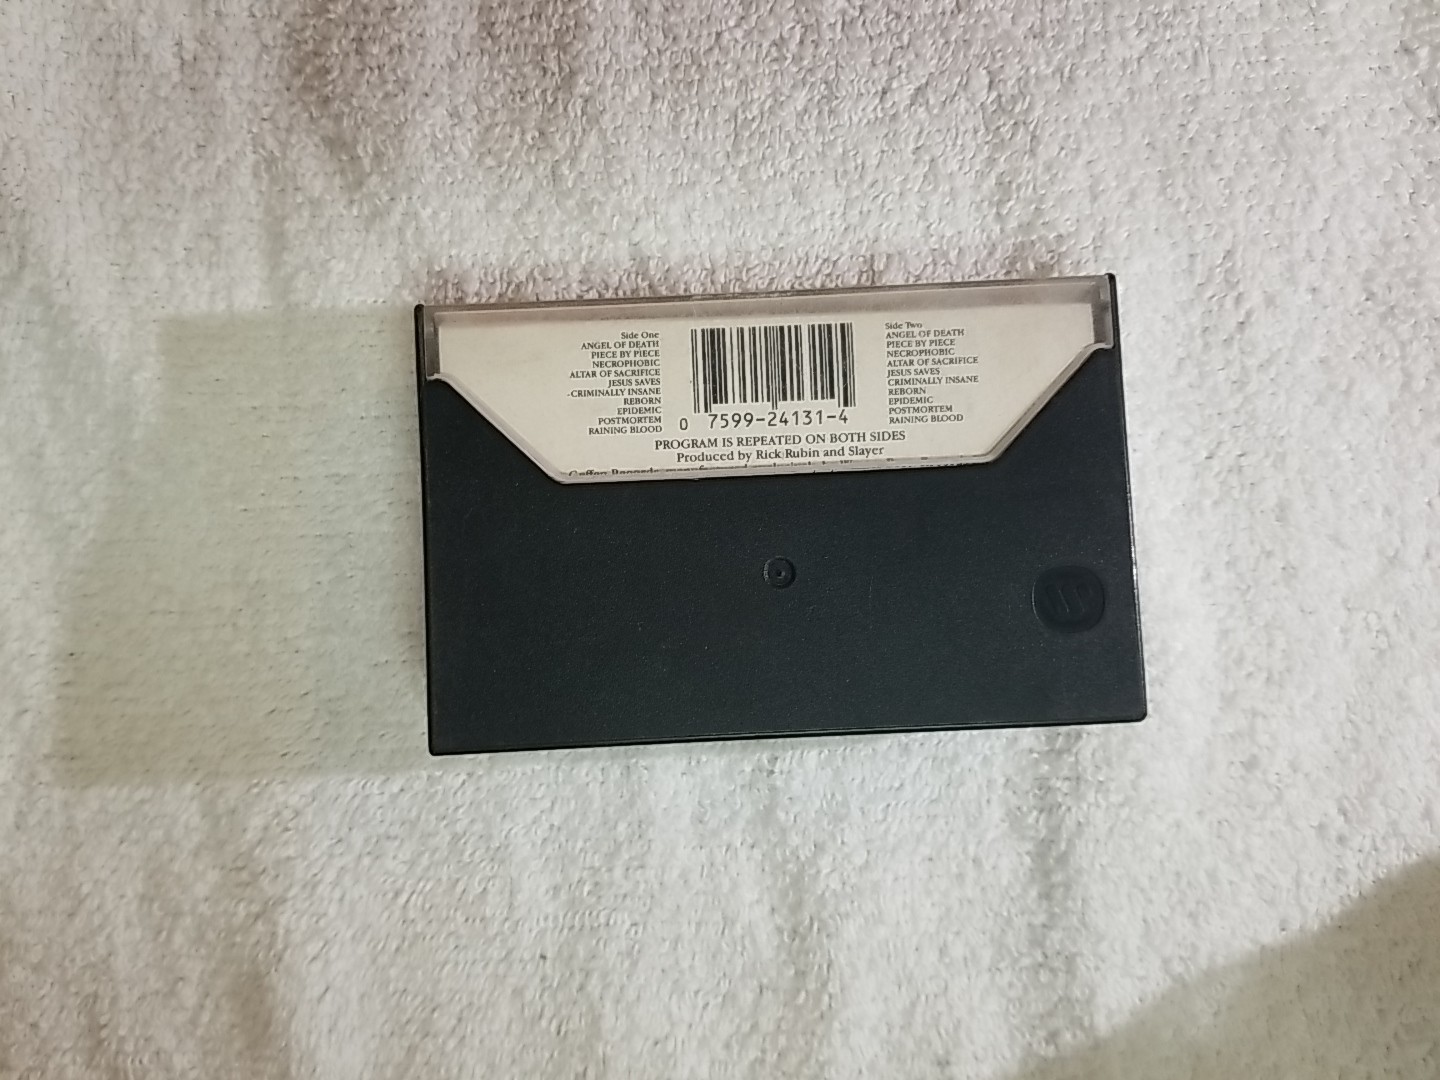 Side One
ANGEL OF DEATH
PIECE BY PIECE
NECROPHOBIC
ALTAR OF SACRIFICE
JESUS SAVES
-CRIMINALLY INSANE
REBORN
EPIDEMIC
POSTMORTEM
RAINING BLOOD
0 7599-24131-4
Side Two
ANGEL OF DEATH
PIECE BY PIECE
NECROPHOBIC
ALTAR OF SACRIFICE
JESUS SAVES
CRIMINALLY INSANE
REBORN
EPIDEMIC
POSTMORTEM
RAINING BLOOD
PROGRAM IS REPEATED ON BOTH SIDES
Produced by Rick Rubin and Slayer
Geffen Records